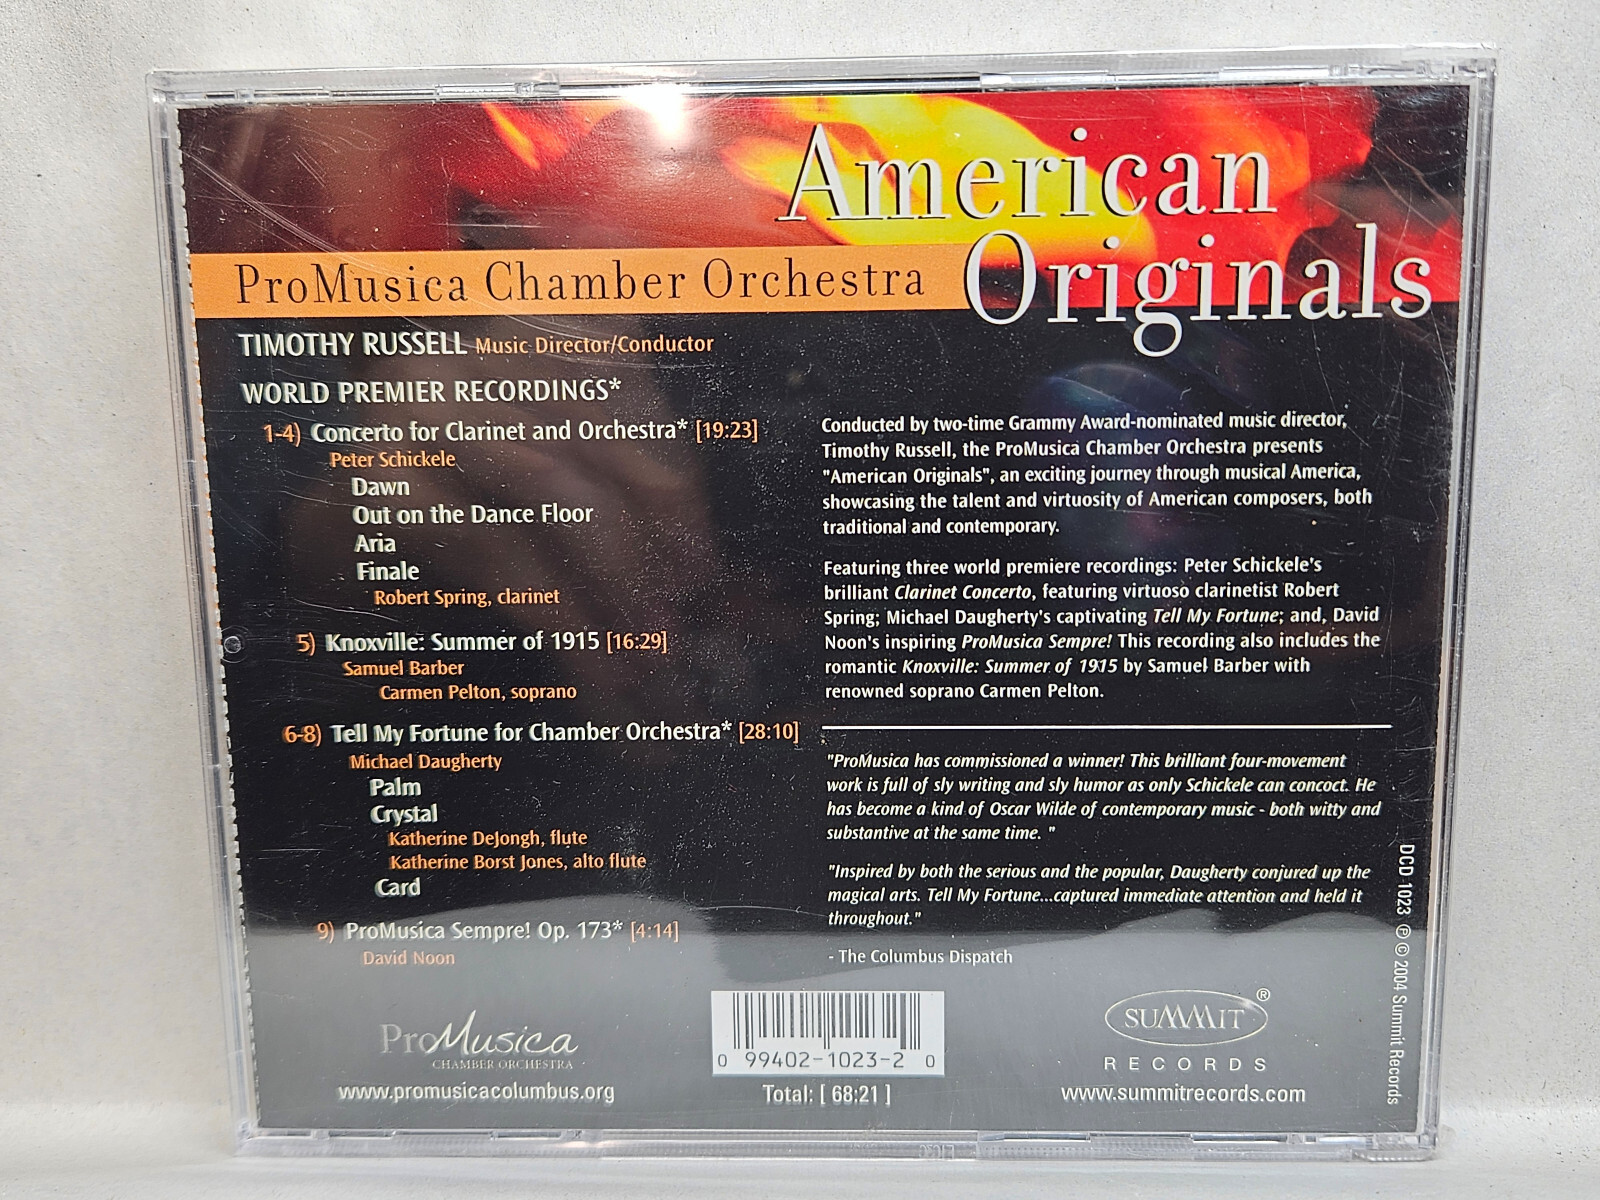 American
Originals
ProMusica Chamber Orchestra
TIMOTHY RUSSELL Music Director/Conductor
WORLD PREMIER RECORDINGS*
1-4) Concerto for Clarinet and Orchestra* [19:23]
Peter Schickele
Dawn
Out on the Dance Floor
Aria
Finale
Robert Spring, clarinet
5) Knoxville: Summer of 1915 [16:29]
Samuel Barber
Carmen Pelton, soprano
6-8) Tell My Fortune for Chamber Orchestra* [28:10]
Michael Daugherty
Palm
Crystal
Katherine DeJongh, flute
Katherine Borst Jones, alto flute
Card
9) ProMusica Sempre! Op. 173* [4:14]
David Noon
Conducted by two-time Grammy Award-nominated music director,
Timothy Russell, the ProMusica Chamber Orchestra presents
"American Originals", an exciting journey through musical America,
showcasing the talent and virtuosity of American composers, both
traditional and contemporary.
Featuring three world premiere recordings: Peter Schickele's
brilliant Clarinet Concerto, featuring virtuoso clarinetist Robert
Spring; Michael Daugherty's captivating Tell My Fortune; and, David
Noon's inspiring ProMusica Sempre! This recording also includes the
romantic Knoxville: Summer of 1915 by Samuel Barber with
renowned soprano Carmen Pelton.
"ProMusica has commissioned a winner! This brilliant four-movement
work is full of sly writing and sly humor as only Schickele can concoct. He
has become a kind of Oscar Wilde of contemporary music - both witty and
substantive at the same time. "
"Inspired by both the serious and the popular, Daugherty conjured up the
magical arts. Tell My Fortune...captured immediate attention and held it
throughout."
- The Columbus Dispatch
ProMusica
CHAMBER ORCHESTRA
www.promusicacolumbus.org
0 99402-1023-2 0
Total: [ 68:21 ]
SUMMIT®
RECORDS
www.summitrecords.com
DCD 1023 ℗ © 2004 Summit Records